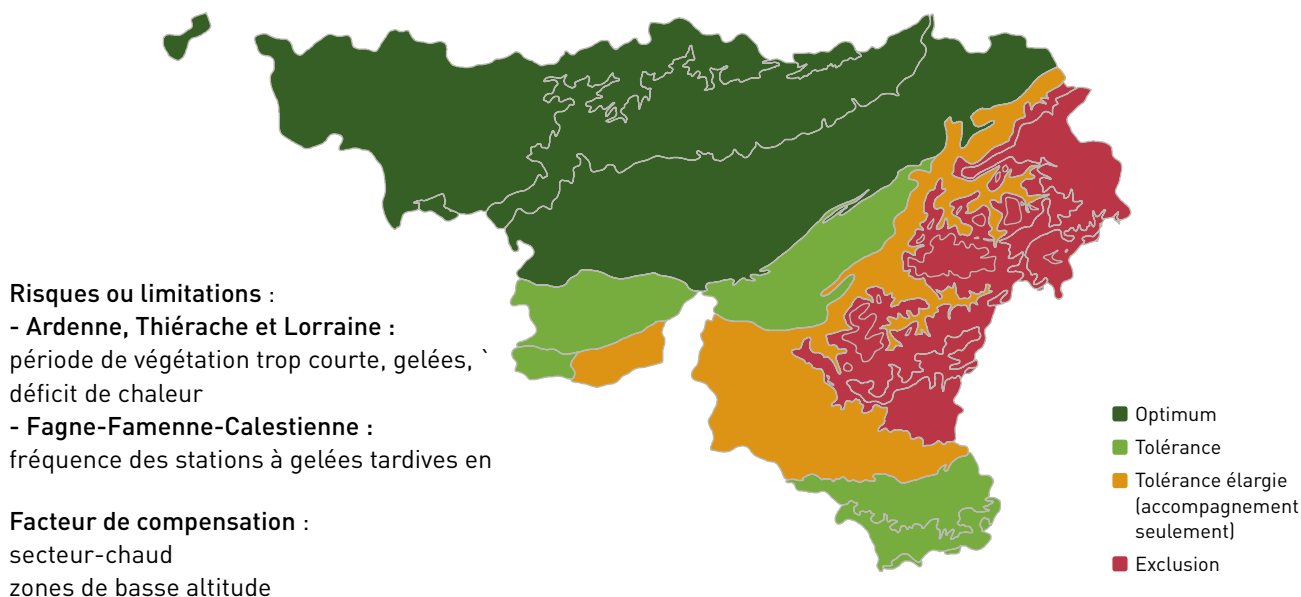 Risques ou limitations :
- Ardenne, Thiérache et Lorraine :
période de végétation trop courte, gelées, `
déficit de chaleur
- Fagne-Famenne-Calestienne :
fréquence des stations à gelées tardives en
Facteur de compensation :
secteur-chaud
zones de basse altitude
Optimum
Tolérance
Tolérance élargie
(accompagnement
seulement)
Exclusion